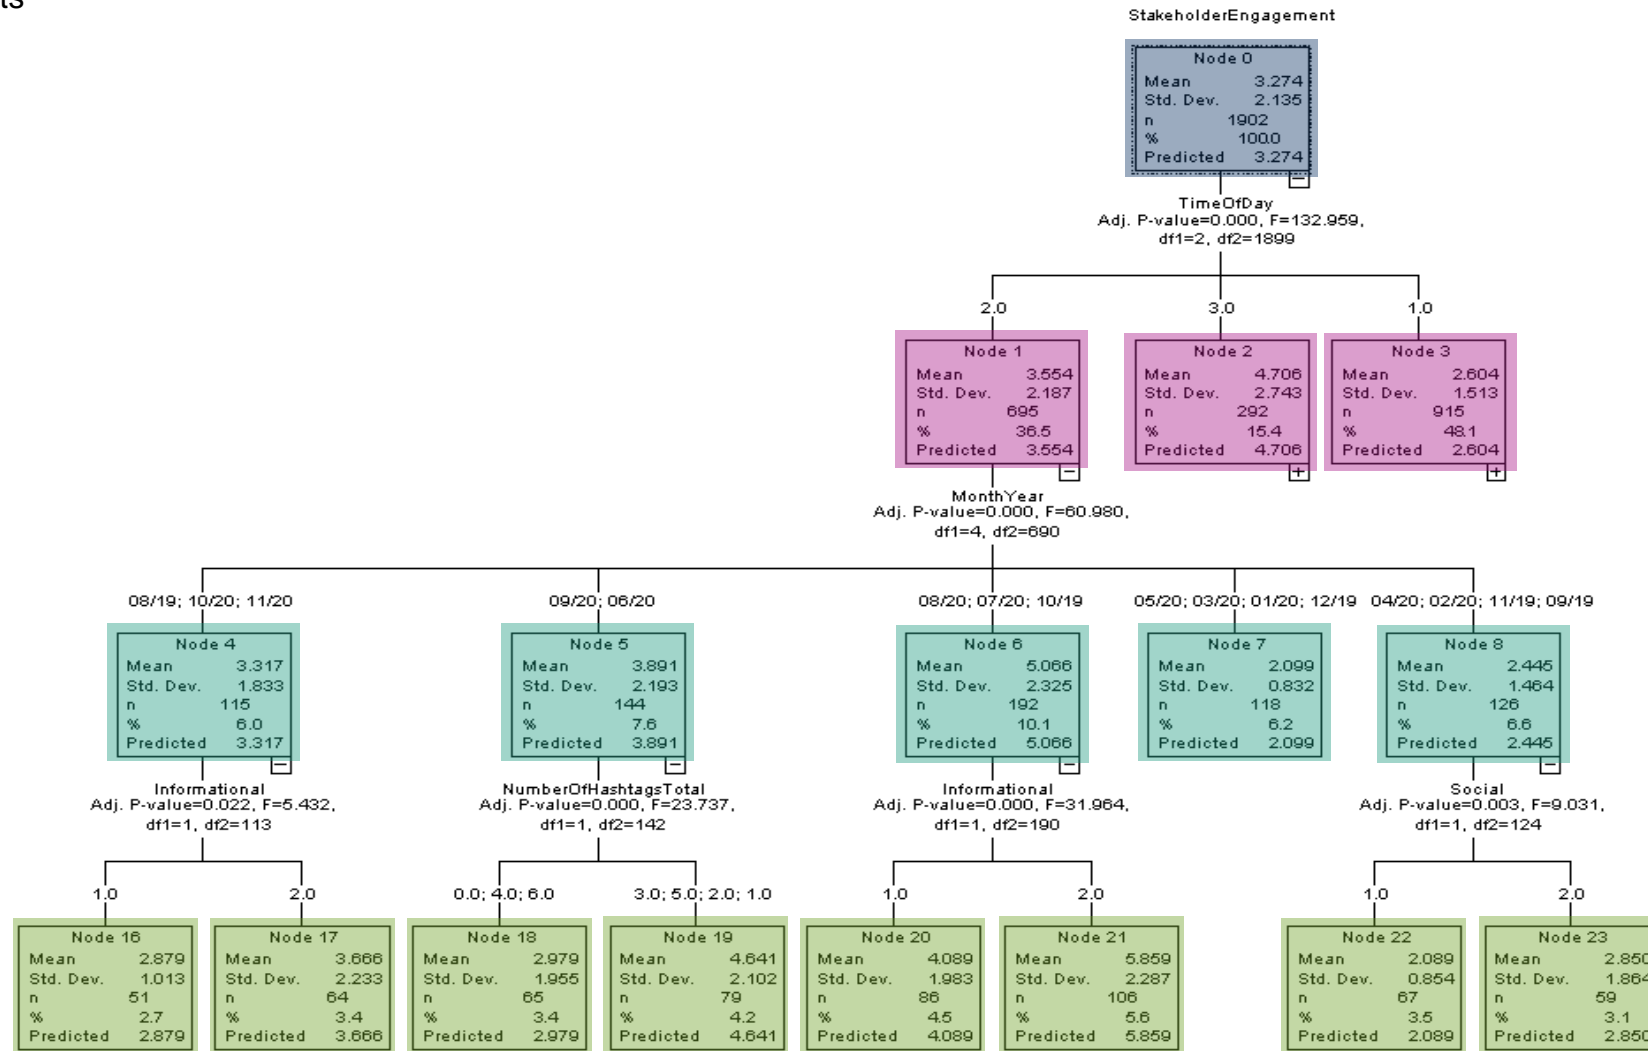 ts
StakeholderEngagement
Node 0
Mean 3.274
Std. Dev. 2.135
n 1902
% 100.0
Predicted 3.274
TimeOfDay
Adj. P-value=0.000, F=132.959,
df1=2, df2=1899
2.0 3.0 1.0
Node 1
Mean 3.554
Std. Dev. 2.187
n 695
% 36.5
Predicted 3.554
Node 2
Mean 4.706
Std. Dev. 2.743
n 292
% 15.4
Predicted 4.706
Node 3
Mean 2.604
Std. Dev. 1.513
n 915
% 48.1
Predicted 2.604
MonthYear
Adj. P-value=0.000, F=60.980,
df1=4, df2=690
08/19; 10/20; 11/20 09/20; 06/20 08/20; 07/20; 10/19 05/20; 03/20; 01/20; 12/19 04/20; 02/20; 11/19; 09/19
Node 4
Mean 3.317
Std. Dev. 1.833
n 115
% 6.0
Predicted 3.317
Node 5
Mean 3.891
Std. Dev. 2.193
n 144
% 7.6
Predicted 3.891
Node 6
Mean 5.066
Std. Dev. 2.325
n 192
% 10.1
Predicted 5.066
Node 7
Mean 2.099
Std. Dev. 0.832
n 118
% 6.2
Predicted 2.099
Node 8
Mean 2.445
Std. Dev. 1.464
n 126
% 6.6
Predicted 2.445
Informational
Adj. P-value=0.022, F=5.432,
df1=1, df2=113
NumberOfHashtagsTotal
Adj. P-value=0.000, F=23.737,
df1=1, df2=142
Informational
Adj. P-value=0.000, F=31.964,
df1=1, df2=190
Social
Adj. P-value=0.003, F=9.031,
df1=1, df2=124
1.0 2.0 0.0; 4.0; 6.0 3.0; 5.0; 2.0; 1.0 1.0 2.0 1.0 2.0
Node 16
Mean 2.879
Std. Dev. 1.013
n 51
% 2.7
Predicted 2.879
Node 17
Mean 3.666
Std. Dev. 2.233
n 64
% 3.4
Predicted 3.666
Node 18
Mean 2.979
Std. Dev. 1.955
n 65
% 3.4
Predicted 2.979
Node 19
Mean 4.641
Std. Dev. 2.102
n 79
% 4.2
Predicted 4.641
Node 20
Mean 4.089
Std. Dev. 1.983
n 86
% 4.5
Predicted 4.089
Node 21
Mean 5.859
Std. Dev. 2.287
n 106
% 5.6
Predicted 5.859
Node 22
Mean 2.089
Std. Dev. 0.854
n 67
% 3.5
Predicted 2.089
Node 23
Mean 2.850
Std. Dev. 1.864
n 59
% 3.1
Predicted 2.850